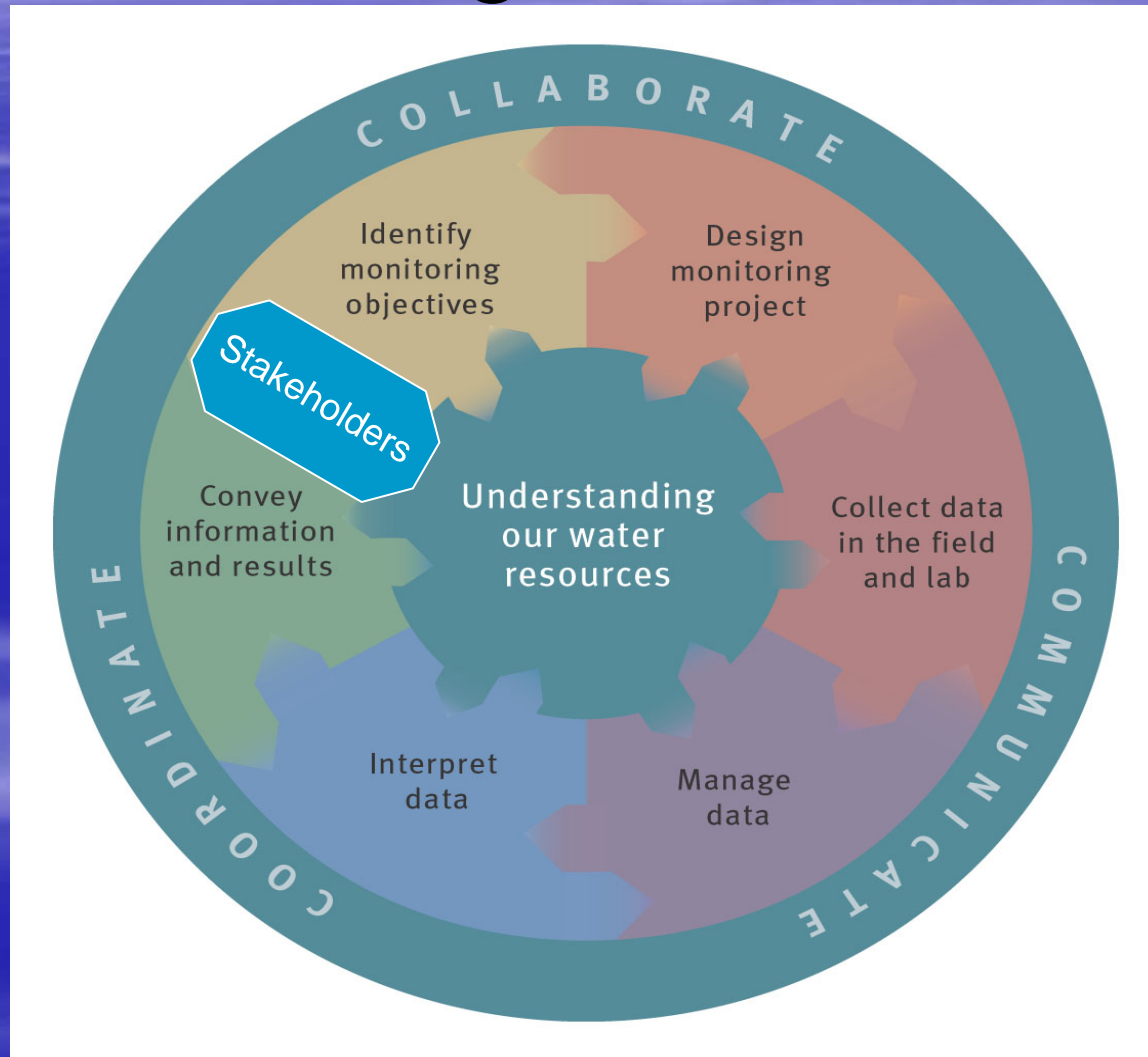 COLLABORATE
Identify
monitoring
objectives
Design
monitoring
project
Stakeholders
Convey
information
and results
Understanding
our water
resources
Collect data
in the field
and lab
Interpret
data
Manage
data
COORDINATE
COMMUNICATE